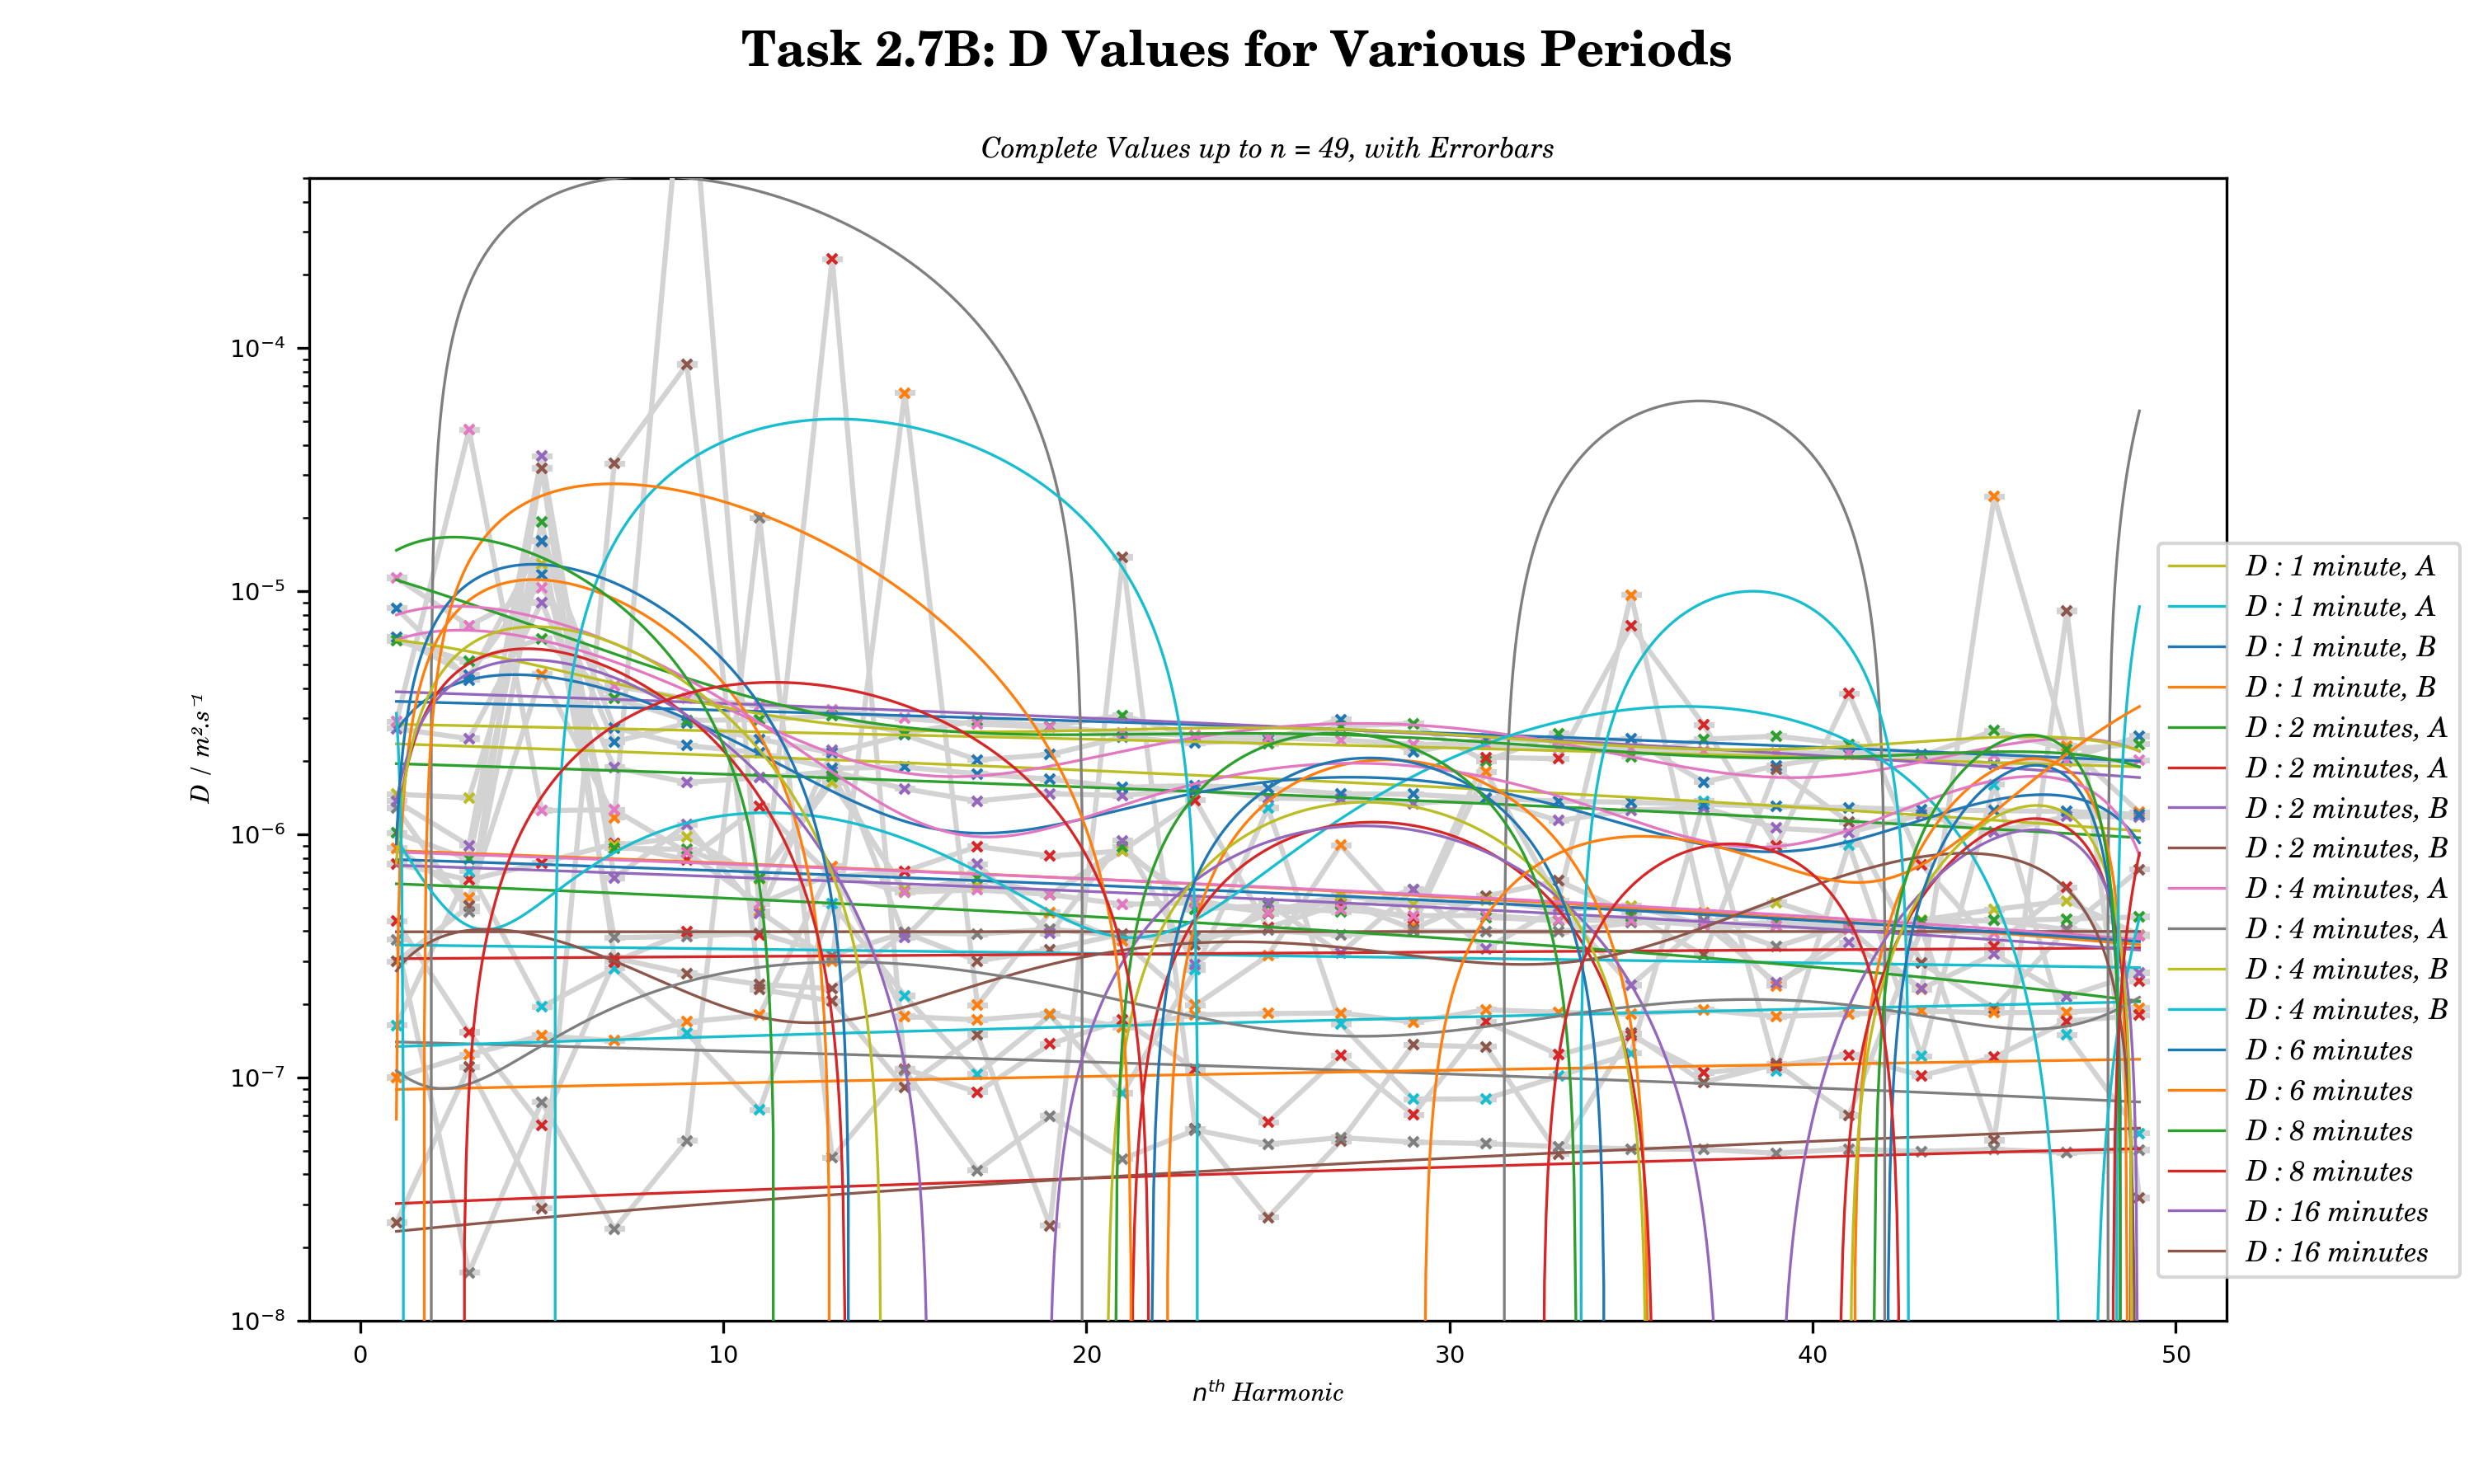 Task 2.7B: D Values for Various Periods
Complete Values up to n = 49, with Errorbars
D / m².s⁻¹
10⁻⁴
10⁻⁵
10⁻⁶
10⁻⁷
10⁻⁸
0 10 20 30 40 50
nᵗʰ Harmonic
D : 1 minute, A
D : 1 minute, A
D : 1 minute, B
D : 1 minute, B
D : 2 minutes, A
D : 2 minutes, A
D : 2 minutes, B
D : 2 minutes, B
D : 4 minutes, A
D : 4 minutes, A
D : 4 minutes, B
D : 4 minutes, B
D : 6 minutes
D : 6 minutes
D : 8 minutes
D : 8 minutes
D : 16 minutes
D : 16 minutes